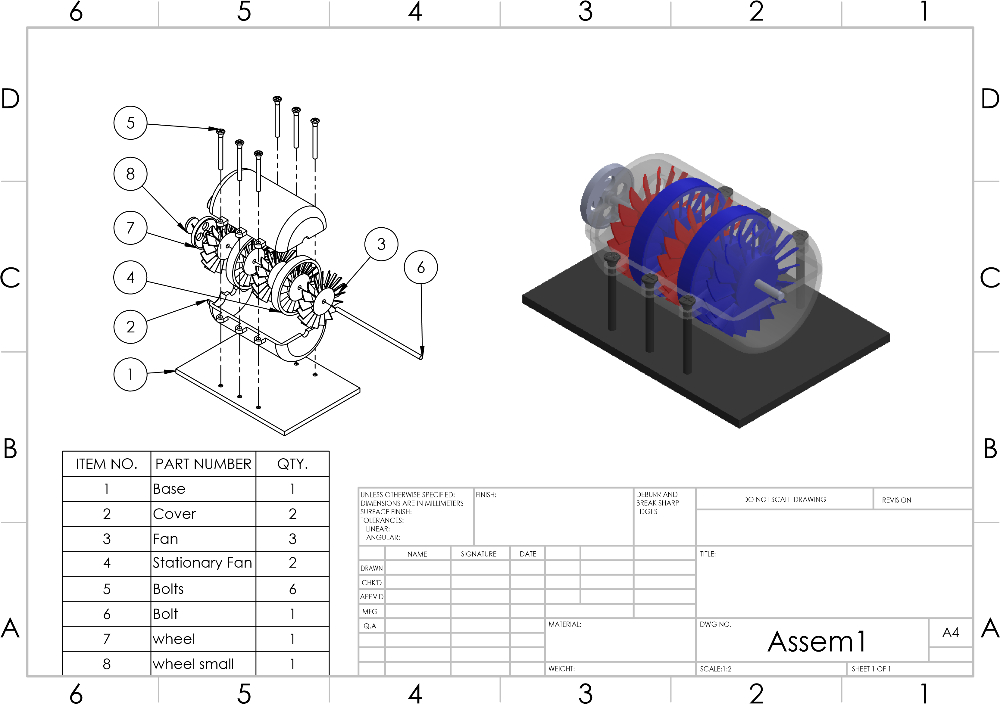 6 5 4 3 2 1
D D
5
8
7
3
6
4
C C
2
1
B B
ITEM NO. PART NUMBER QTY.
1 Base 1
2 Cover 2
3 Fan 3
4 Stationary Fan 2
5 Bolts 6
6 Bolt 1
7 wheel 1
8 wheel small 1
UNLESS OTHERWISE SPECIFIED:
DIMENSIONS ARE IN MILLIMETERS
SURFACE FINISH:
TOLERANCES:
LINEAR:
ANGULAR:
FINISH:
DEBURR AND
BREAK SHARP
EDGES
DO NOT SCALE DRAWING
REVISION
NAME SIGNATURE DATE
DRAWN
CHK'D
APPV'D
MFG
Q.A
TITLE:
MATERIAL:
DWG NO.
Assem1
A4
WEIGHT:
SCALE:1:2
SHEET 1 OF 1
A A
6 5 4 3 2 1